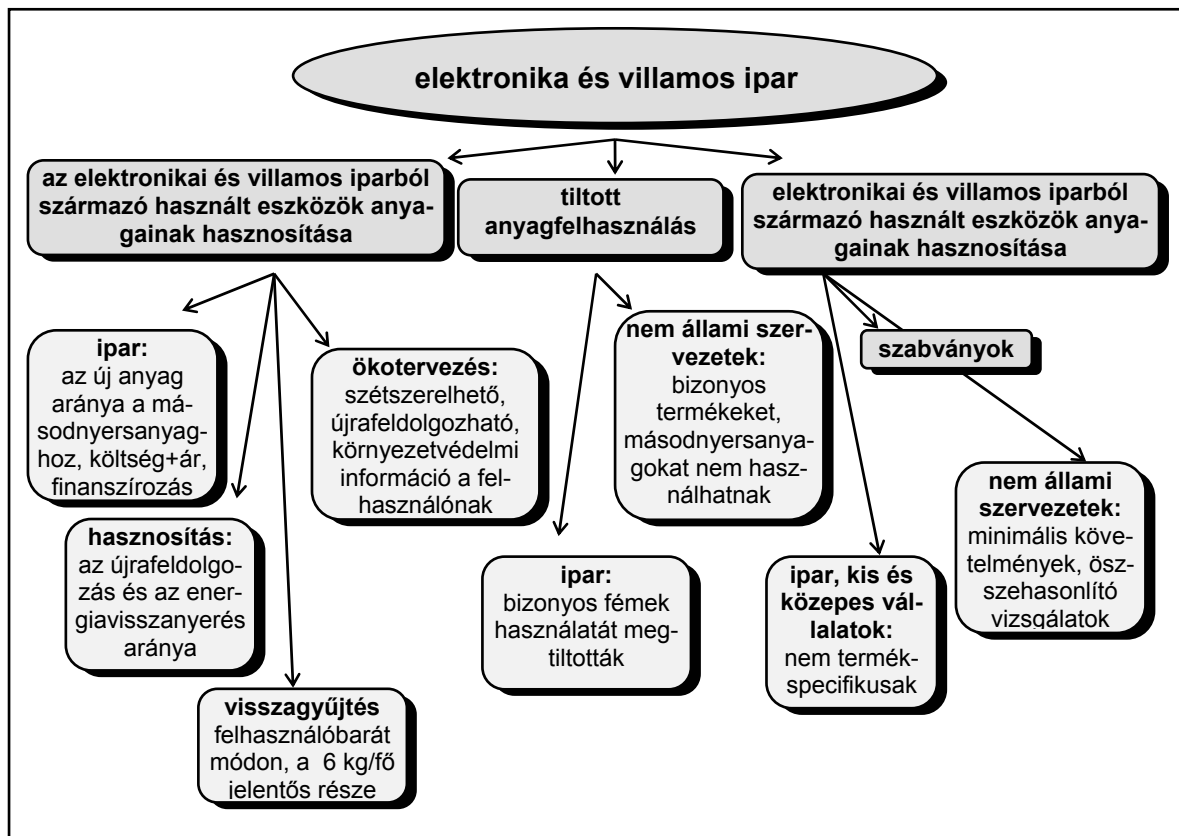 elektronika és villamos ipar
az elektronikai és villamos iparból
származó használt eszközök anya-
gainak hasznosítása
tiltott
anyagfelhasználás
elektronikai és villamos iparból
származó használt eszközök anya-
gainak hasznosítása
ipar:
az új anyag
aránya a má-
sodnyersanyag-
hoz, költség+ár,
finanszírozás
ökotervezés:
szétszerelhető,
újrafeldolgozható,
környezetvédelmi
információ a fel-
használónak
nem állami szer-
vezetek:
bizonyos
termékeket,
másodnyersanya-
gokat nem hasz-
nálhatnak
szabványok
hasznosítás:
az újrafeldolgo-
zás és az ener-
giavisszanyerés
aránya
ipar:
bizonyos fémek
használatát meg-
tiltották
ipar, kis és
közepes vál-
lalatok:
nem termék-
specifikusak
nem állami
szervezetek:
minimális köve-
telmények, ösz-
szehasonlító
vizsgálatok
visszagyűjtés
felhasználóbarát
módon, a 6 kg/fő
jelentős része